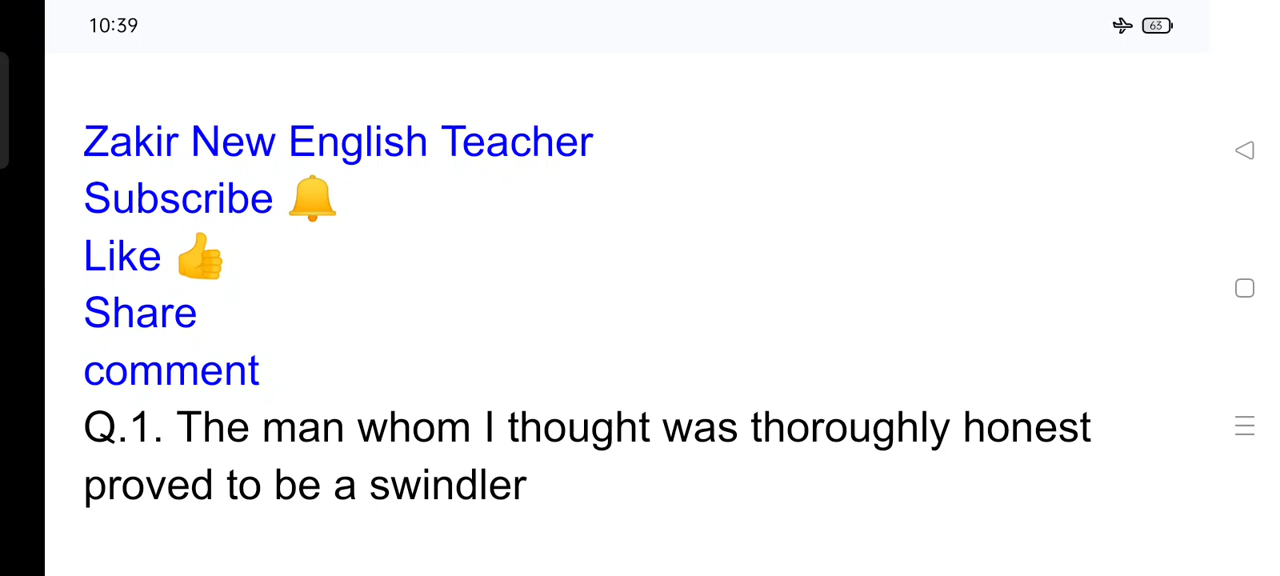 10:39
63
Zakir New English Teacher
Subscribe 🔔
Like 👍
Share
comment
Q.1. The man whom I thought was thoroughly honest
proved to be a swindler